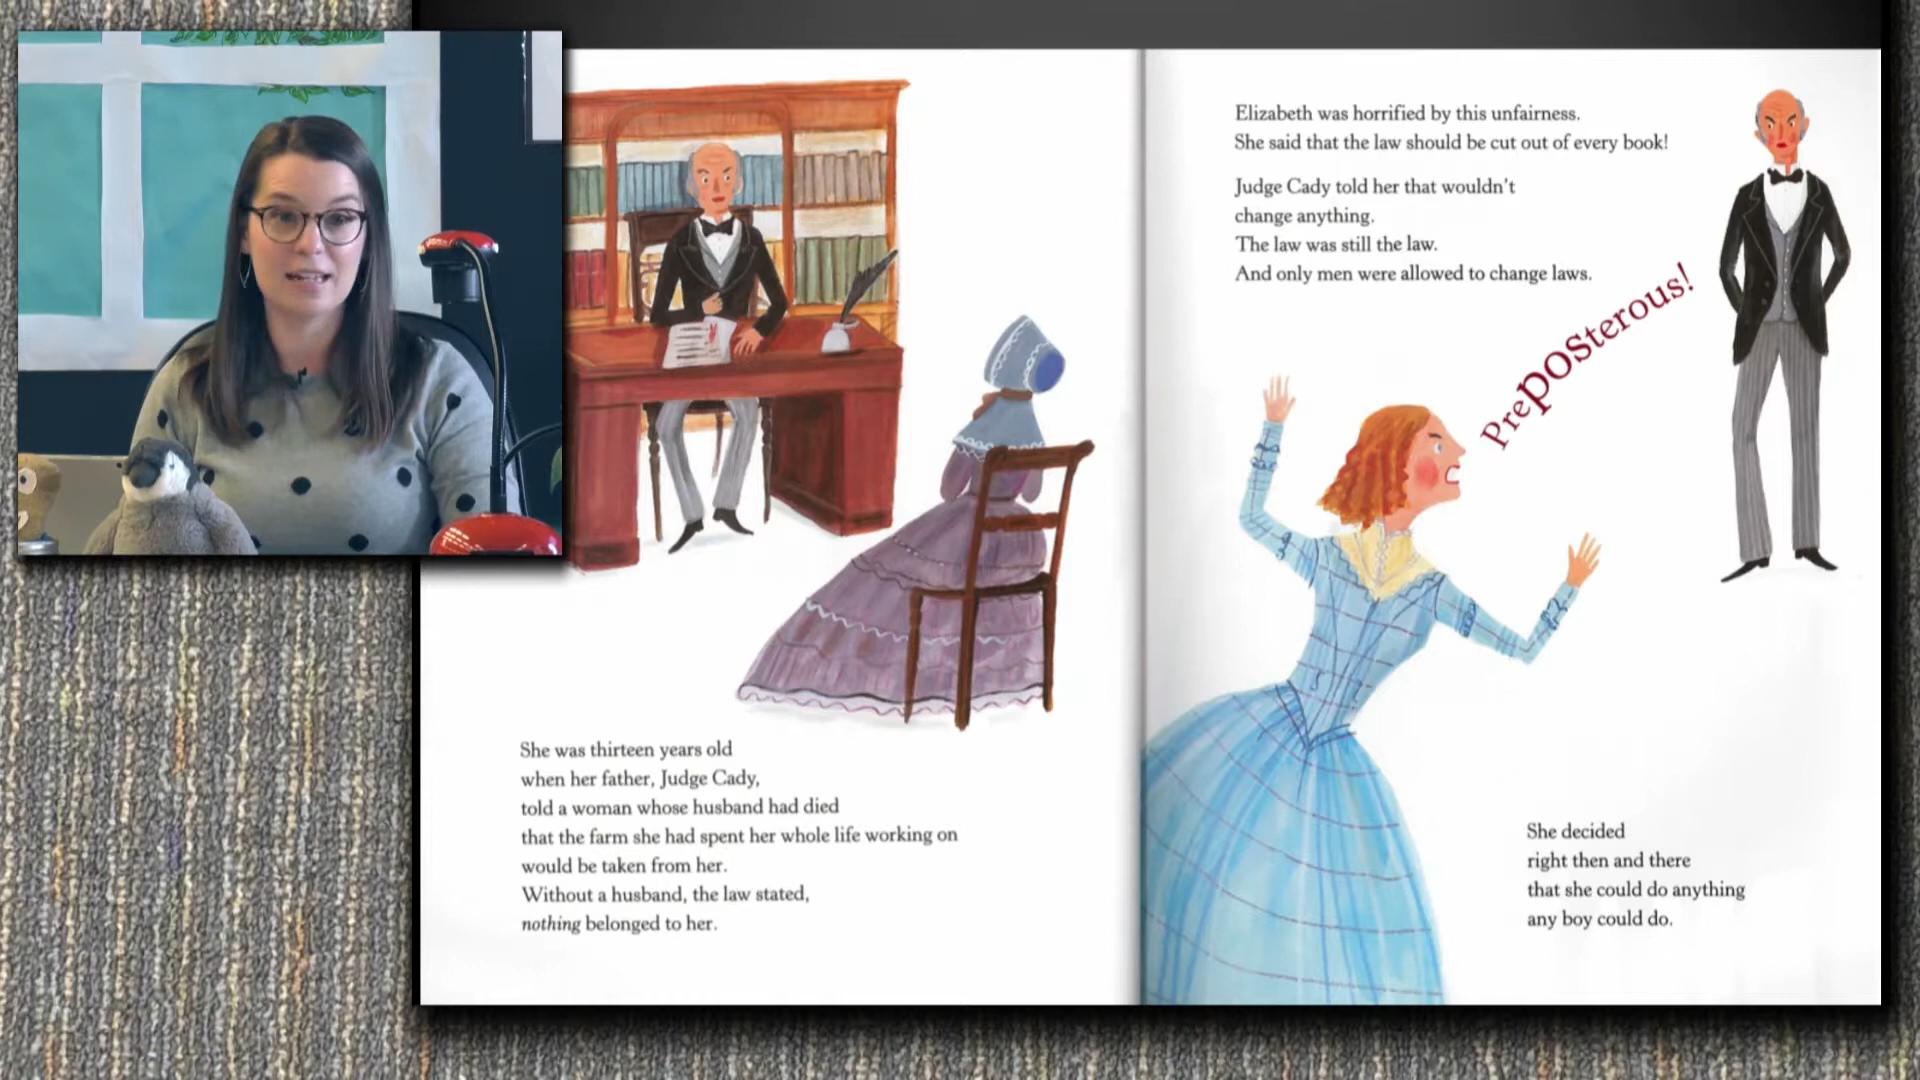 She was thirteen years old
when her father, Judge Cady,
told a woman whose husband had died
that the farm she had spent her whole life working on
would be taken from her.
Without a husband, the law stated,
nothing belonged to her.
Elizabeth was horrified by this unfairness.
She said that the law should be cut out of every book!
Judge Cady told her that wouldn't
change anything.
The law was still the law.
And only men were allowed to change laws.
Preposterous!
She decided
right then and there
that she could do anything
any boy could do.